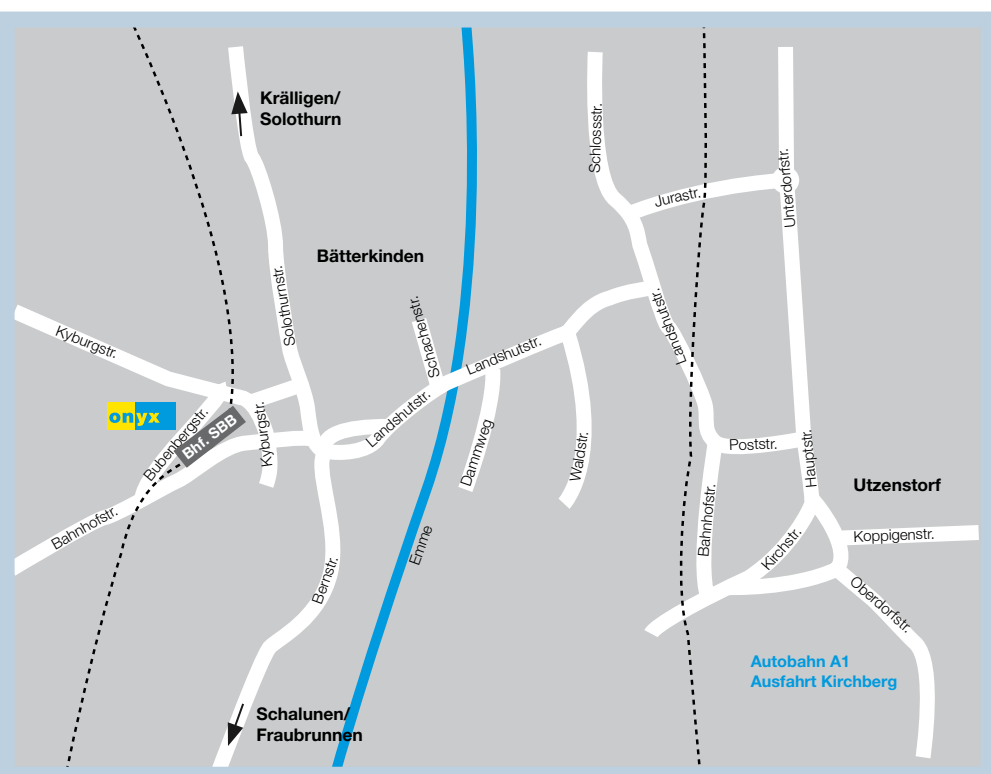 Krälligen/
Solothurn
Schlossstr.
Unterdorfstr.
Jurastr.
Bätterkinden
Solothurnstr.
Schachenstr.
Landshutstr.
Kyburgstr.
Landshutstr.
onyx
Bubenbergstr.
Bhf. SBB
Kyburgstr.
Landshutstr.
Dammweg
Waldstr.
Poststr.
Hauptstr.
Utzenstorf
Bahnhofstr.
Bahnhofstr.
Emme
Kirchstr.
Koppigenstr.
Bernstr.
Oberdorfstr.
Autobahn A1
Ausfahrt Kirchberg
Schalunen/
Fraubrunnen